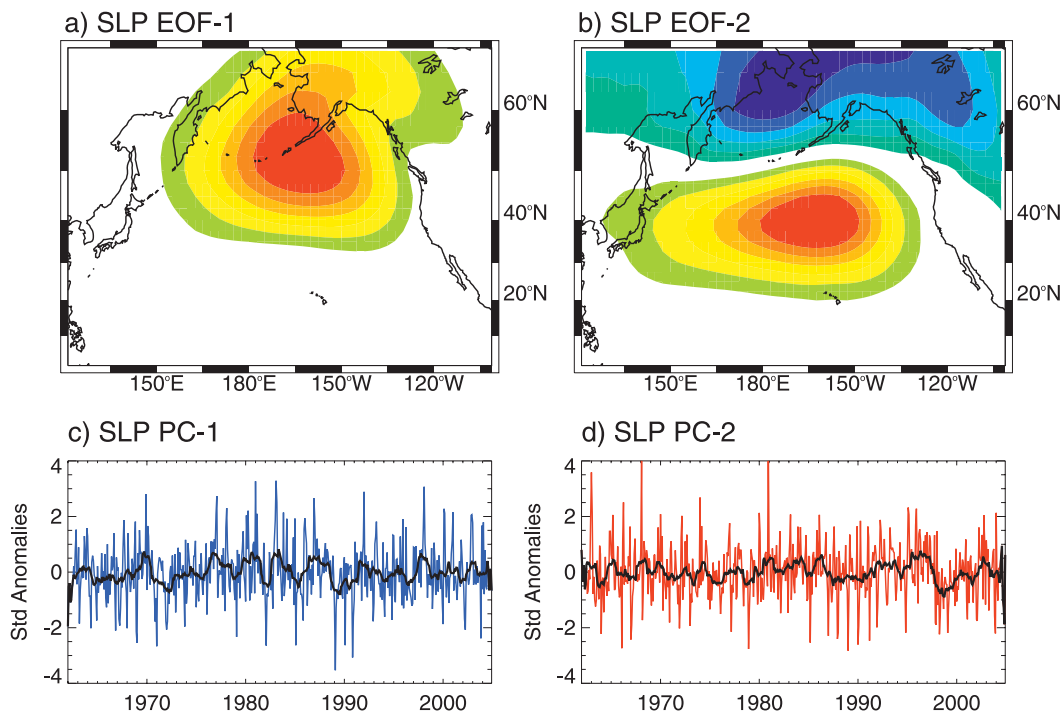 a) SLP EOF-1
b) SLP EOF-2
60°N
40°N
20°N
60°N
40°N
20°N
150°E 180°E 150°W 120°W
150°E 180°E 150°W 120°W
c) SLP PC-1
d) SLP PC-2
Std Anomalies
4
2
0
-2
-4
1970 1980 1990 2000
Std Anomalies
4
2
0
-2
-4
1970 1980 1990 2000